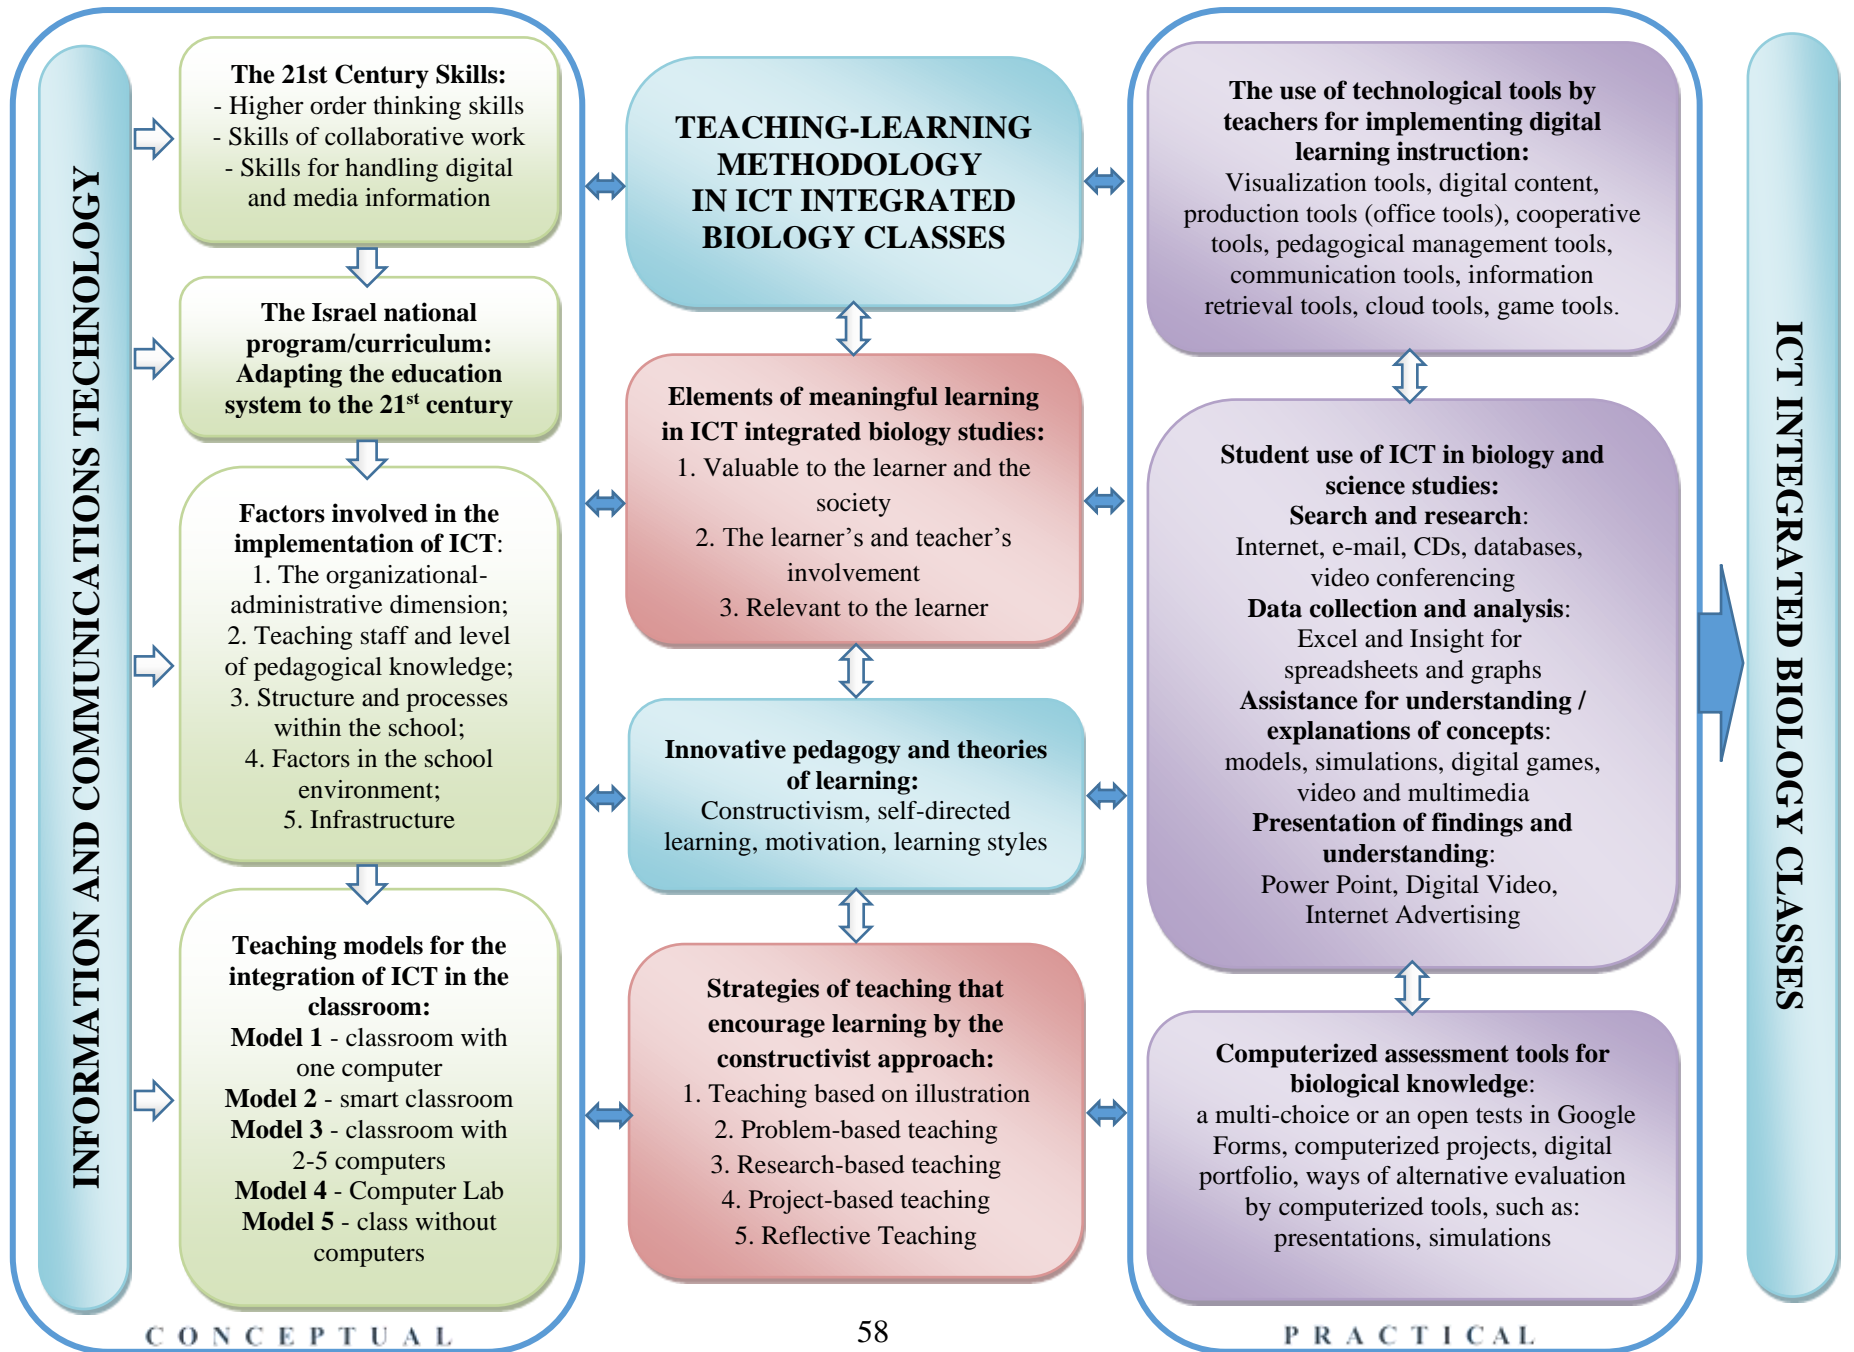 INFORMATION AND COMMUNICATIONS TECHNOLOGY
The 21st Century Skills:
- Higher order thinking skills
- Skills of collaborative work
- Skills for handling digital
and media information
The Israel national
program/curriculum:
Adapting the education
system to the 21st century
Factors involved in the
implementation of ICT:
1. The organizational-
administrative dimension;
2. Teaching staff and level
of pedagogical knowledge;
3. Structure and processes
within the school;
4. Factors in the school
environment;
5. Infrastructure
Teaching models for the
integration of ICT in the
classroom:
Model 1 - classroom with
one computer
Model 2 - smart classroom
Model 3 - classroom with
2-5 computers
Model 4 - Computer Lab
Model 5 - class without
computers
CONCEPTUAL
TEACHING-LEARNING
METHODOLOGY
IN ICT INTEGRATED
BIOLOGY CLASSES
Elements of meaningful learning
in ICT integrated biology studies:
1. Valuable to the learner and the
society
2. The learner’s and teacher’s
involvement
3. Relevant to the learner
Innovative pedagogy and theories
of learning:
Constructivism, self-directed
learning, motivation, learning styles
Strategies of teaching that
encourage learning by the
constructivist approach:
1. Teaching based on illustration
2. Problem-based teaching
3. Research-based teaching
4. Project-based teaching
5. Reflective Teaching
58
The use of technological tools by
teachers for implementing digital
learning instruction:
Visualization tools, digital content,
production tools (office tools), cooperative
tools, pedagogical management tools,
communication tools, information
retrieval tools, cloud tools, game tools.
Student use of ICT in biology and
science studies:
Search and research:
Internet, e-mail, CDs, databases,
video conferencing
Data collection and analysis:
Excel and Insight for
spreadsheets and graphs
Assistance for understanding /
explanations of concepts:
models, simulations, digital games,
video and multimedia
Presentation of findings and
understanding:
Power Point, Digital Video,
Internet Advertising
Computerized assessment tools for
biological knowledge:
a multi-choice or an open tests in Google
Forms, computerized projects, digital
portfolio, ways of alternative evaluation
by computerized tools, such as:
presentations, simulations
PRACTICAL
ICT INTEGRATED BIOLOGY CLASSES